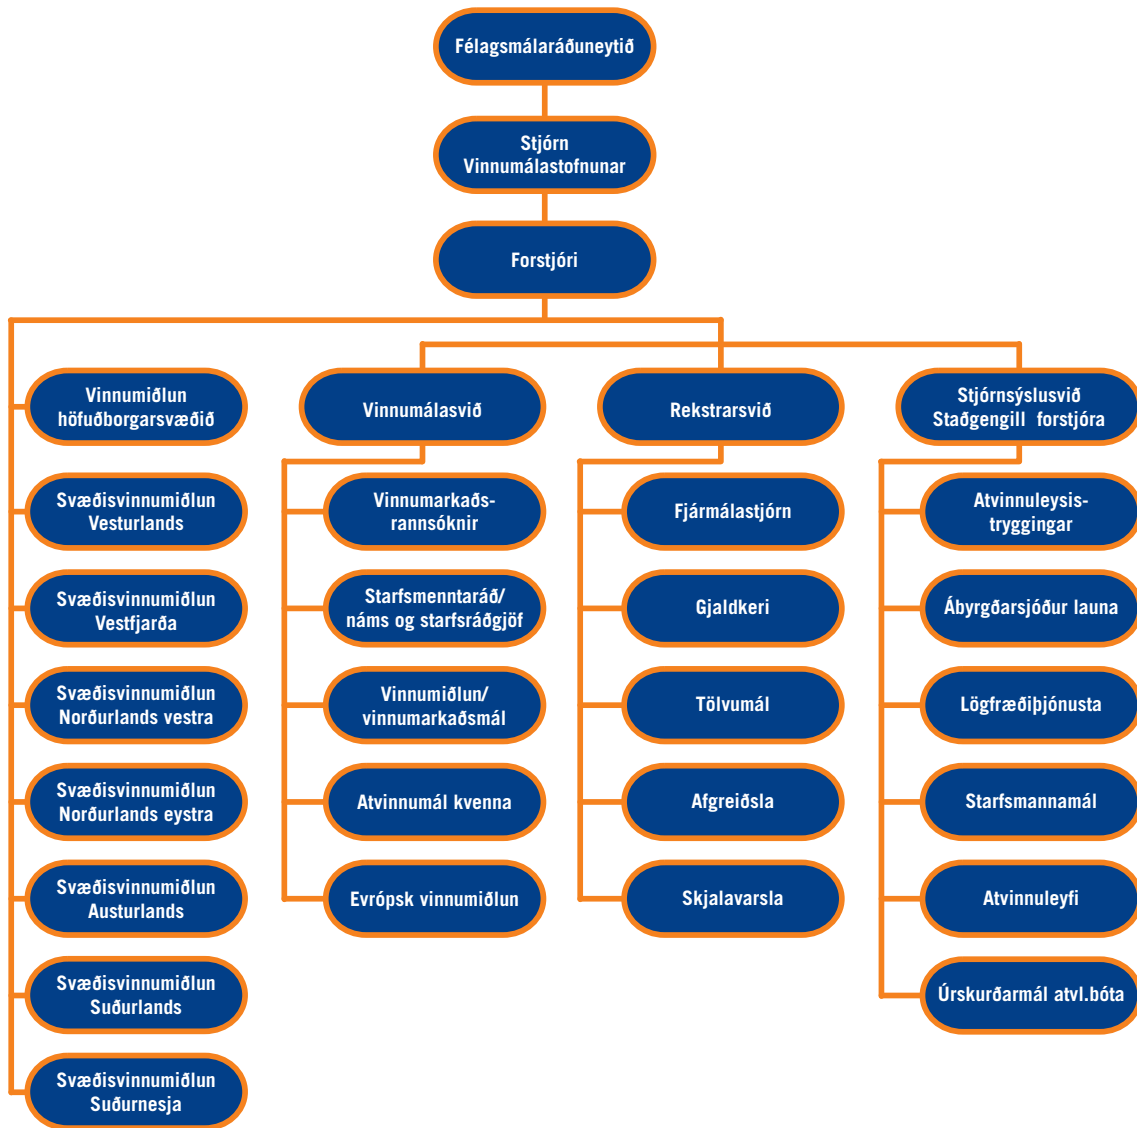 Félagsmálaráðuneytið
Stjórn
Vinnumálastofnunar
Forstjóri
Vinnumiðlun
höfuðborgarsvæðið
Svæðisvinnumiðlun
Vesturlands
Svæðisvinnumiðlun
Vestfjarða
Svæðisvinnumiðlun
Norðurlands vestra
Svæðisvinnumiðlun
Norðurlands eystra
Svæðisvinnumiðlun
Austurlands
Svæðisvinnumiðlun
Suðurlands
Svæðisvinnumiðlun
Suðurnesja
Vinnumálasvið
Vinnumarkaðs-
rannsóknir
Starfsmenntaráð/
náms og starfsráðgjöf
Vinnumiðlun/
vinnumarkaðsmál
Atvinnumál kvenna
Evrópsk vinnumiðlun
Rekstrarsvið
Fjármálastjórn
Gjaldkeri
Tölvumál
Afgreiðsla
Skjalavarsla
Stjórnsýslusvið
Staðgengill forstjóra
Atvinnuleysis-
tryggingar
Ábyrgðarsjóður launa
Lögfræðiþjónusta
Starfsmannamál
Atvinnuleyfi
Úrskurðarmál atvl.bóta